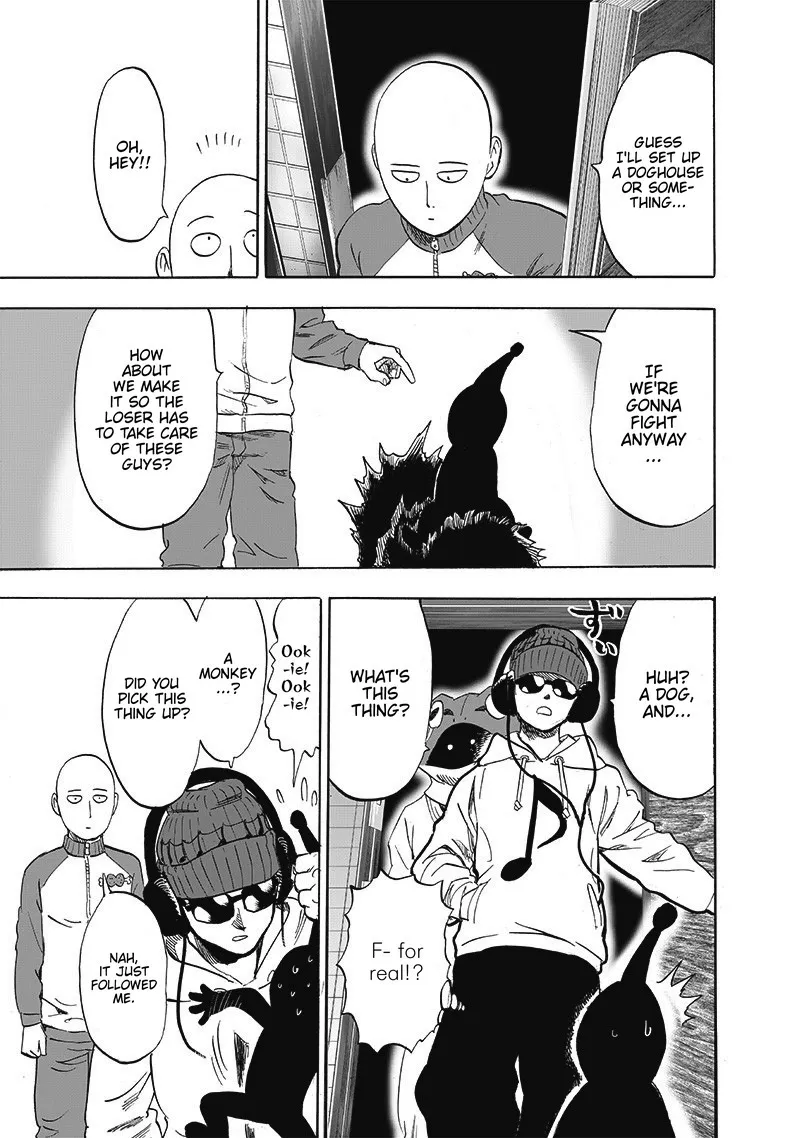 GUESS
I'LL SET UP
A DOGHOUSE
OR SOME-
THING...
OH,
HEY!!
IF
WE'RE
GONNA
FIGHT
ANYWAY
...
HOW
ABOUT
WE MAKE
IT SO THE
LOSER HAS
TO TAKE CARE
OF THESE
GUYS?
ずい
HUH?
A DOG,
AND...
WHAT'S
THIS
THING?
F- for
real!?
Ook
-ie!
Ook
-ie!
A
MONKEY
...?
DID YOU
PICK THIS
THING UP?
NAH,
IT JUST
FOLLOWED
ME.